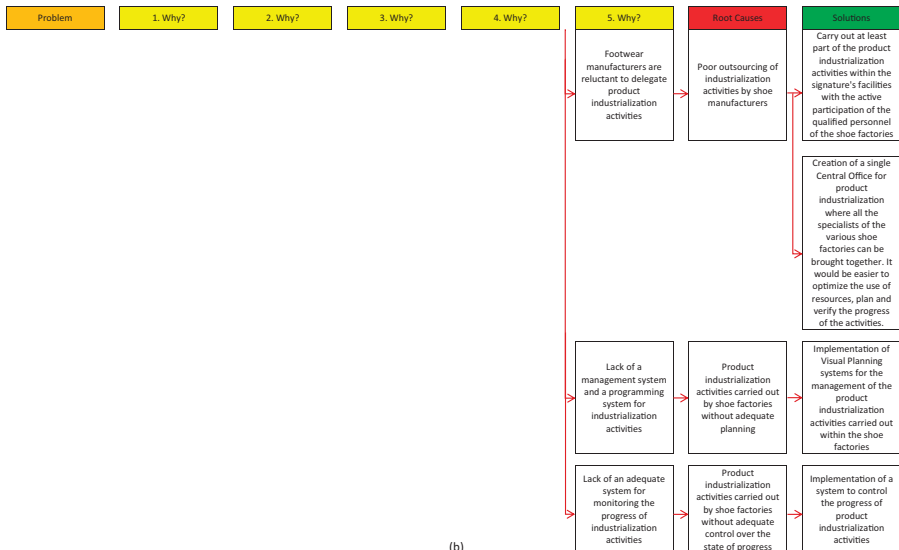 Problem
1. Why?
2. Why?
3. Why?
4. Why?
5. Why?
Root Causes
Solutions
Footwear
manufacturers are
reluctant to delegate
product
industrialization
activities
Poor outsourcing of
industrialization
activities by shoe
manufacturers
Carry out at least
part of the product
industrialization
activities within the
signature's facilities
with the active
participation of the
qualified personnel
of the shoe factories
Creation of a single
Central Office for
product
industrialization
where all the
specialists of the
various shoe
factories can be
brought together. It
would be easier to
optimize the use of
resources, plan and
verify the progress
of the activities.
Lack of a
management system
and a programming
system for
industrialization
activities
Product
industrialization
activities carried out
by shoe factories
without adequate
planning
Implementation of
Visual Planning
systems for the
management of the
product
industrialization
activities carried out
within the shoe
factories
Lack of an adequate
system for
monitoring the
progress of
industrialization
activities
Product
industrialization
activities carried out
by shoe factories
without adequate
control over the
state of progress
Implementation of a
system to control
the progress of
product
industrialization
activities
(b)